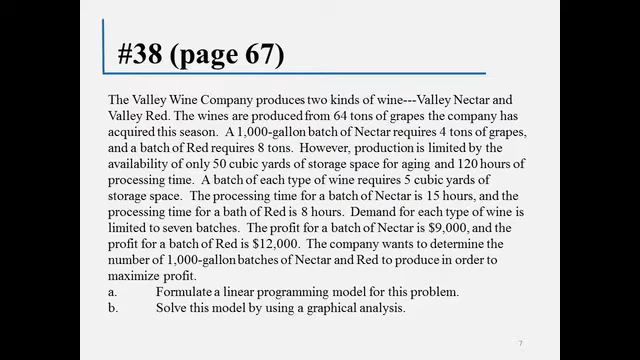 #38 (page 67)
The Valley Wine Company produces two kinds of wine---Valley Nectar and
Valley Red. The wines are produced from 64 tons of grapes the company has
acquired this season. A 1,000-gallon batch of Nectar requires 4 tons of grapes,
and a batch of Red requires 8 tons. However, production is limited by the
availability of only 50 cubic yards of storage space for aging and 120 hours of
processing time. A batch of each type of wine requires 5 cubic yards of
storage space. The processing time for a batch of Nectar is 15 hours, and the
processing time for a bath of Red is 8 hours. Demand for each type of wine is
limited to seven batches. The profit for a batch of Nectar is $9,000, and the
profit for a batch of Red is $12,000. The company wants to determine the
number of 1,000-gallon batches of Nectar and Red to produce in order to
maximize profit.
a. Formulate a linear programming model for this problem.
b. Solve this model by using a graphical analysis.
7